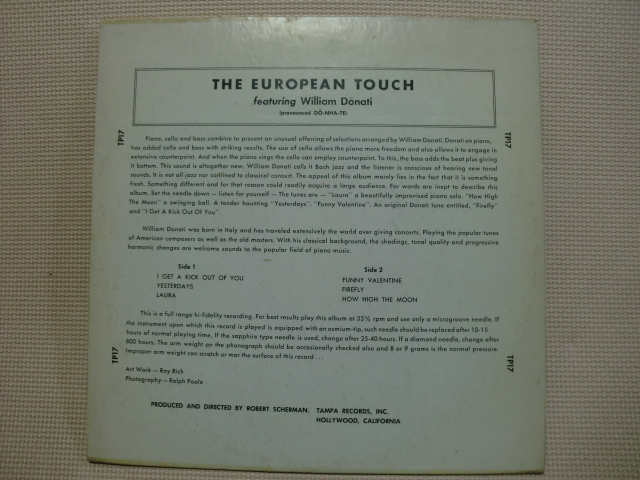 THE EUROPEAN TOUCH
featuring William Donati
(pronounced DŌ-NHA-TE)
TP17
TP17
Piano, cello and bass combine to present an unusual offering of selections arranged by William Donati. Donati on piano,
has added cello and bass with striking results. The use of cello allows the piano more freedom and also allows it to engage in
extensive counterpoint. And when the piano sings the cello can employ counterpoint. To this, the bass adds the beat plus giving
it bottom. This sound is altogether new. William Donati calls it Bach jazz and the listener is conscious of hearing new tonal
sounds. It is not all jazz nor outlined to classical concert. The appeal of this album mainly lies in the fact that it is something
fresh. Something different and for that reason could readily acquire a large audience. For words are inept to describe this
album. Set the needle down — listen for yourself — The tunes are — "Laura" a beautifully improvised piano solo. "How High
The Moon" a swinging ball. A tender haunting "Yesterdays". "Funny Valentine". An original Donati tune entitled, "Firefly"
and "I Get A Kick Out Of You".
William Donati was born in Italy and has traveled extensively the world over giving concerts. Playing the popular tunes
of American composers as well as the old masters. With his classical background, the shadings, tonal quality and progressive
harmonic changes are welcome sounds to the popular field of piano music.
Side 1
I GET A KICK OUT OF YOU
YESTERDAYS
LAURA
Side 2
FUNNY VALENTINE
FIREFLY
HOW HIGH THE MOON
This is a full range hi-fidelity recording. For best results play this album at 33⅓ rpm and use only a microgroove needle. If
the instrument upon which this record is played is equipped with an osmium-tip, such needle should be replaced after 10-15
hours of normal playing time. If the sapphire type needle is used, change after 25-40 hours. If a diamond needle, change after
800 hours. The arm weight on the phonograph should be occasionally checked also and 8 or 9 grams is the normal pressure.
Improper arm weight can scratch or mar the surface of this record . . .
TP17
TP17
Art Work — Ray Rich
Photography — Ralph Poole
PRODUCED AND DIRECTED BY ROBERT SCHERMAN. TAMPA RECORDS, INC.
HOLLYWOOD, CALIFORNIA